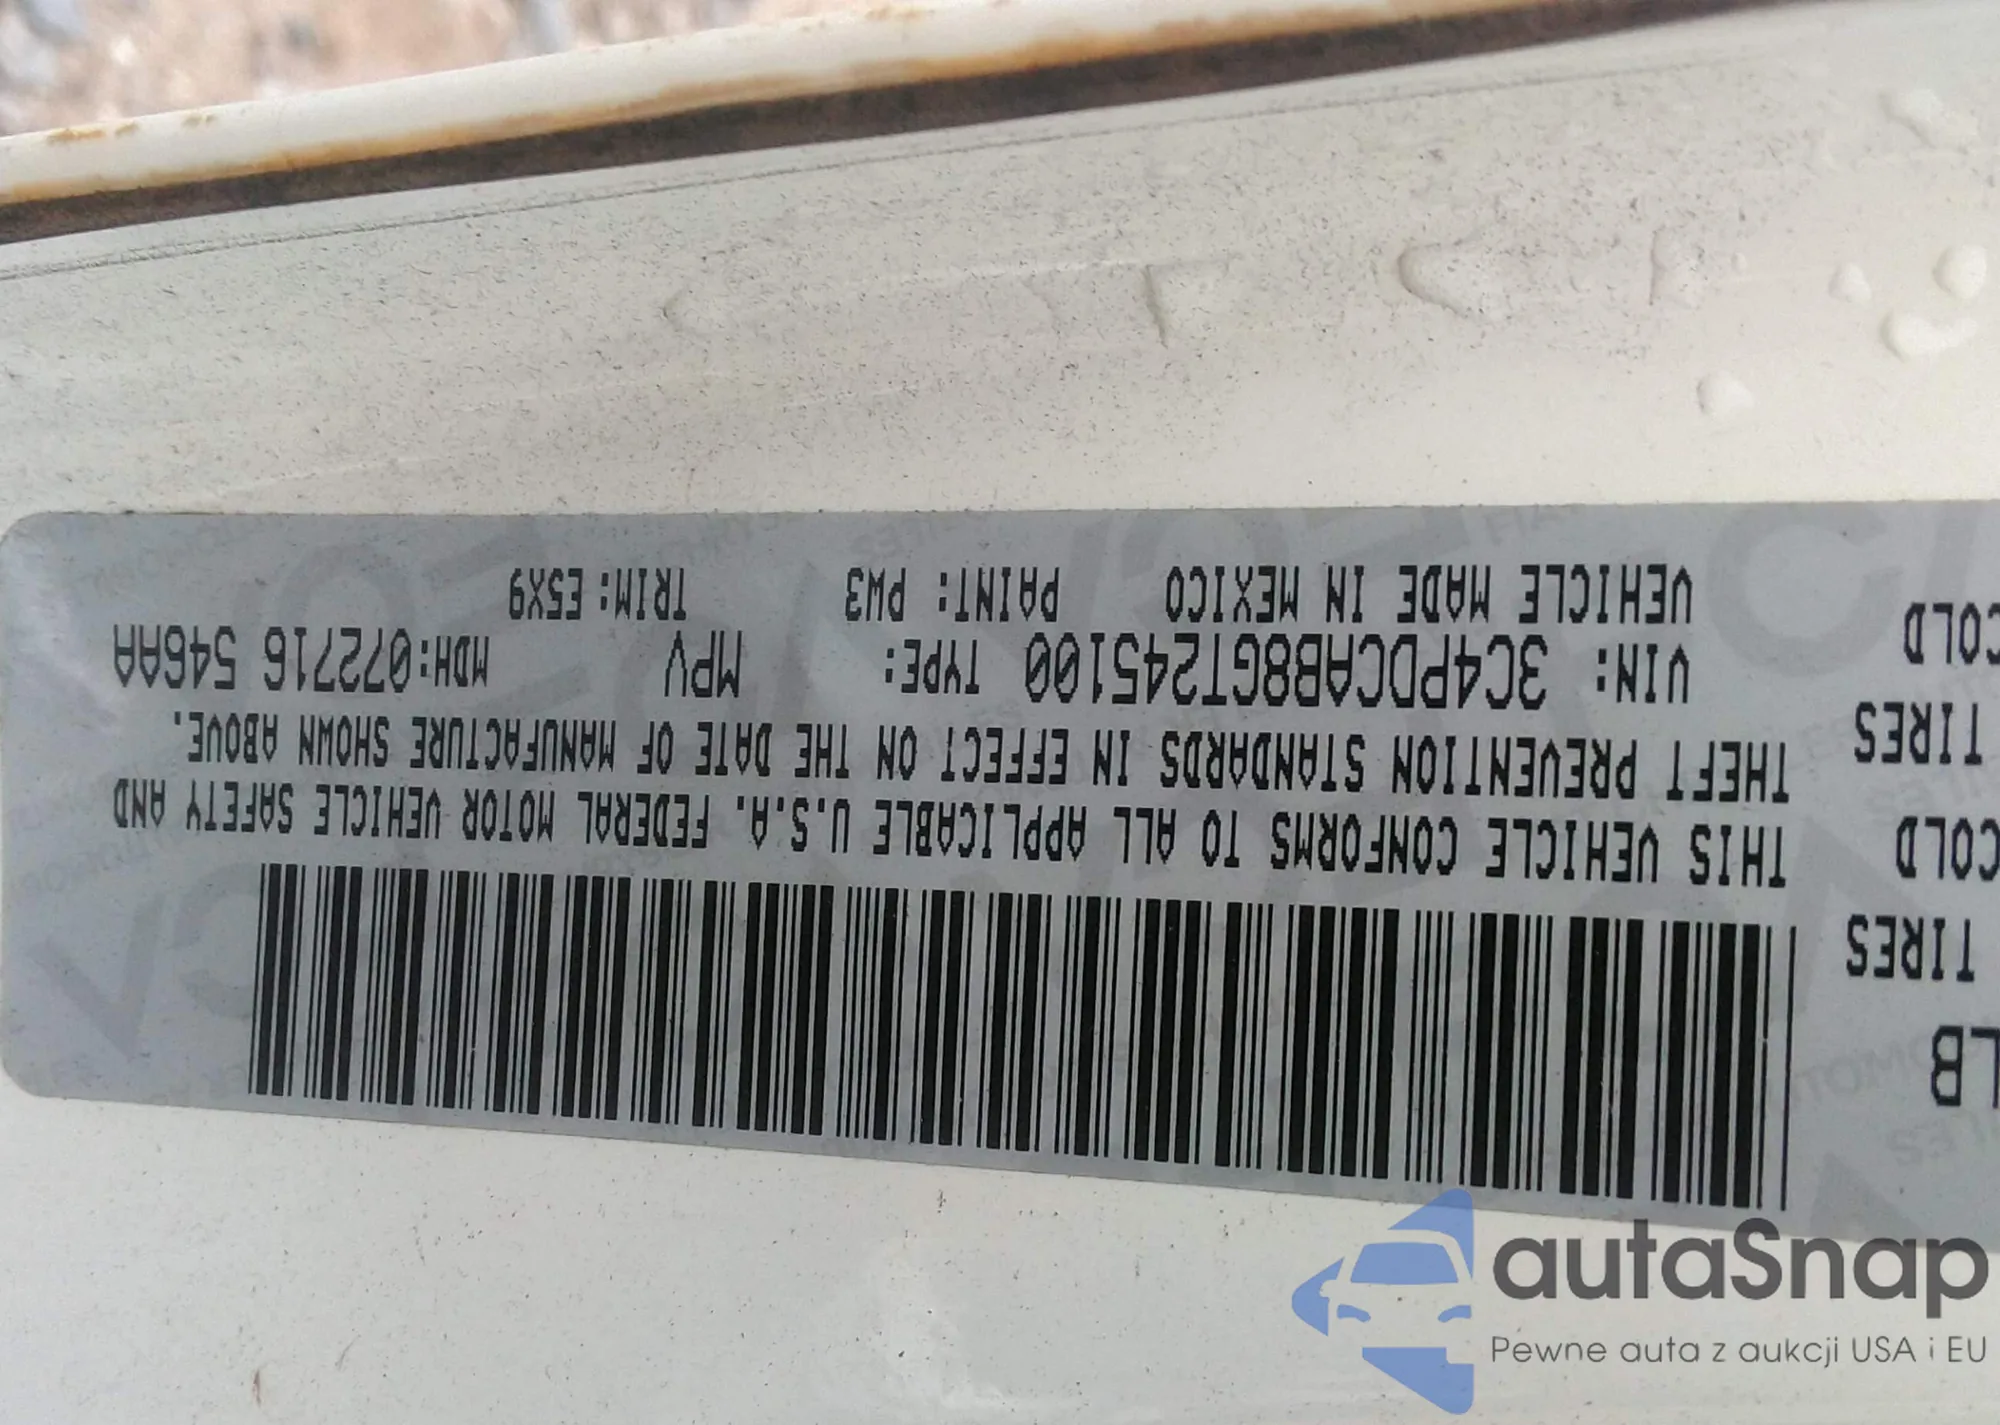 LB
TIRES COLD
TIRES COLD
THIS VEHICLE CONFORMS TO ALL APPLICABLE U.S.A. FEDERAL MOTOR VEHICLE SAFETY AND
THEFT PREVENTION STANDARDS IN EFFECT ON THE DATE OF MANUFACTURE SHOWN ABOVE.
VIN: 3C4PDCAB8GT245100 TYPE: MPV MDH:072716 546AA
VEHICLE MADE IN MEXICO PAINT: PW3 TRIM: E5X9
autaSnap
Pewne auta z aukcji USA i EU